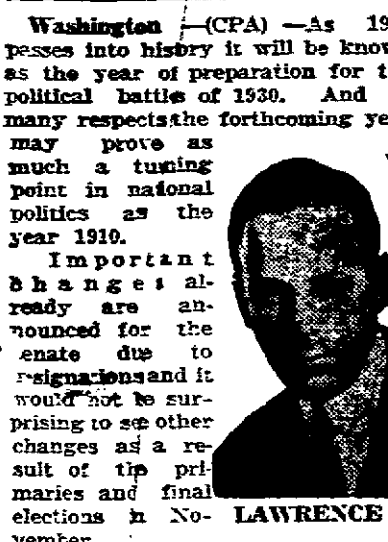 Washington —(CPA) —As 19
passes into history it will be know
as the year of preparation for t
political battles of 1930. And
many respects the forthcoming ye
may prove as
much a turning
point in national
politics as the
year 1910.
Important
changes al-
ready are an-
nounced for the
enate due to
resignations and it
would not be sur-
prising to see other
changes as a re-
sult of the pri-
maries and final
elections in No-
vember.
LAWRENCE